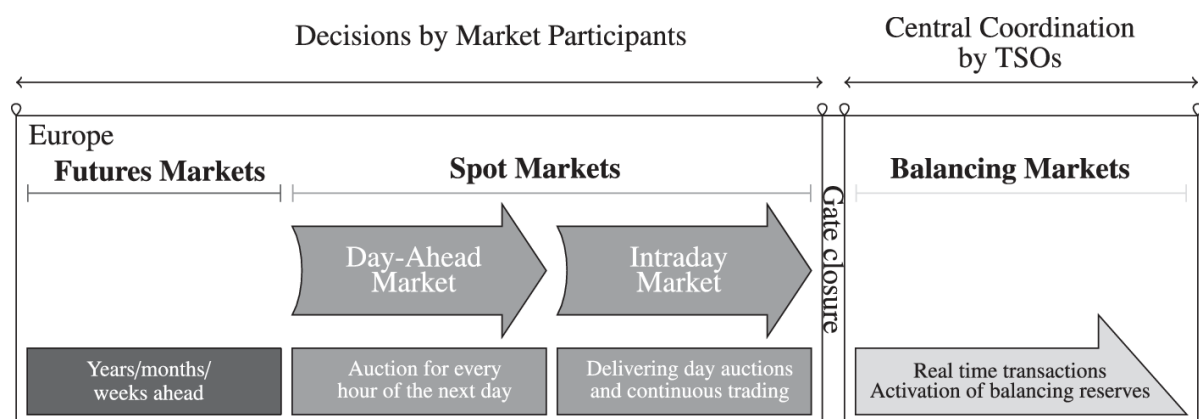 Decisions by Market Participants
Central Coordination
by TSOs
Europe
Futures Markets
Spot Markets
Balancing Markets
Day-Ahead
Market
Intraday
Market
Gate closure
Years/months/
weeks ahead
Auction for every
hour of the next day
Delivering day auctions
and continuous trading
Real time transactions
Activation of balancing reserves